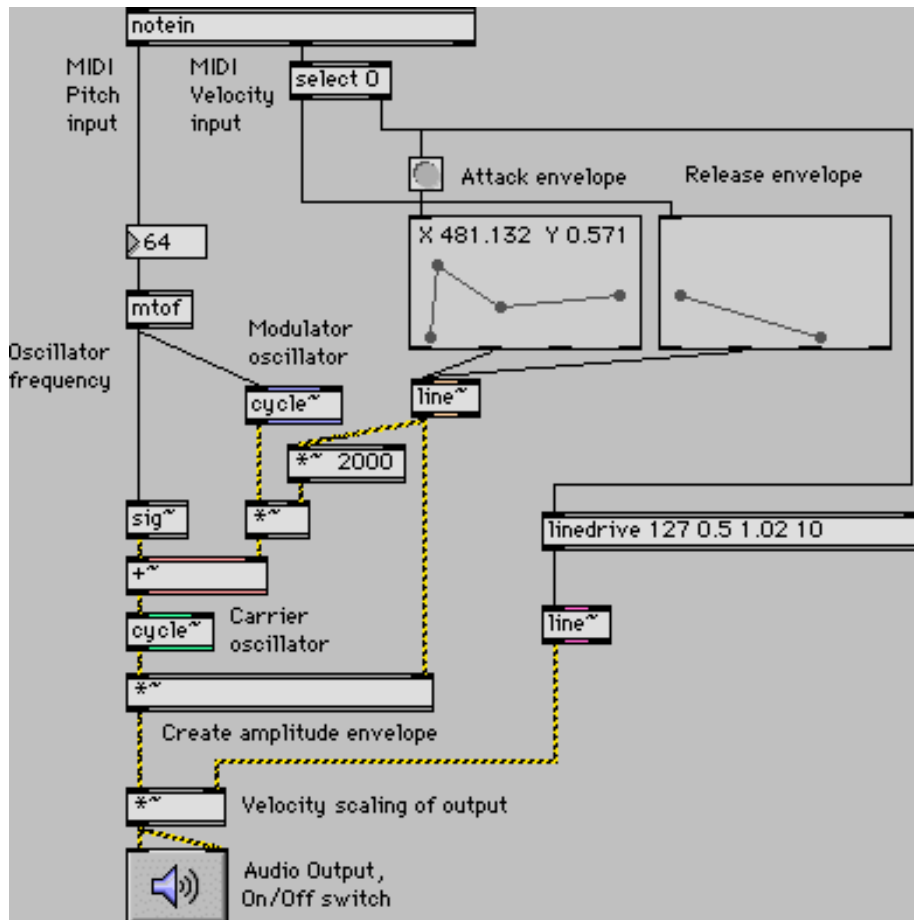 notein
MIDI
Pitch
input
MIDI
Velocity
input
select 0
Attack envelope
Release envelope
X 481.132 Y 0.571
64
mtof
Modulator
oscillator
Oscillator
frequency
cycle~
line~
*~ 2000
sig~
*~
linedrive 127 0.5 1.02 10
+~
cycle~
Carrier
oscillator
line~
*~
Create amplitude envelope
*~
Velocity scaling of output
Audio Output,
On/Off switch